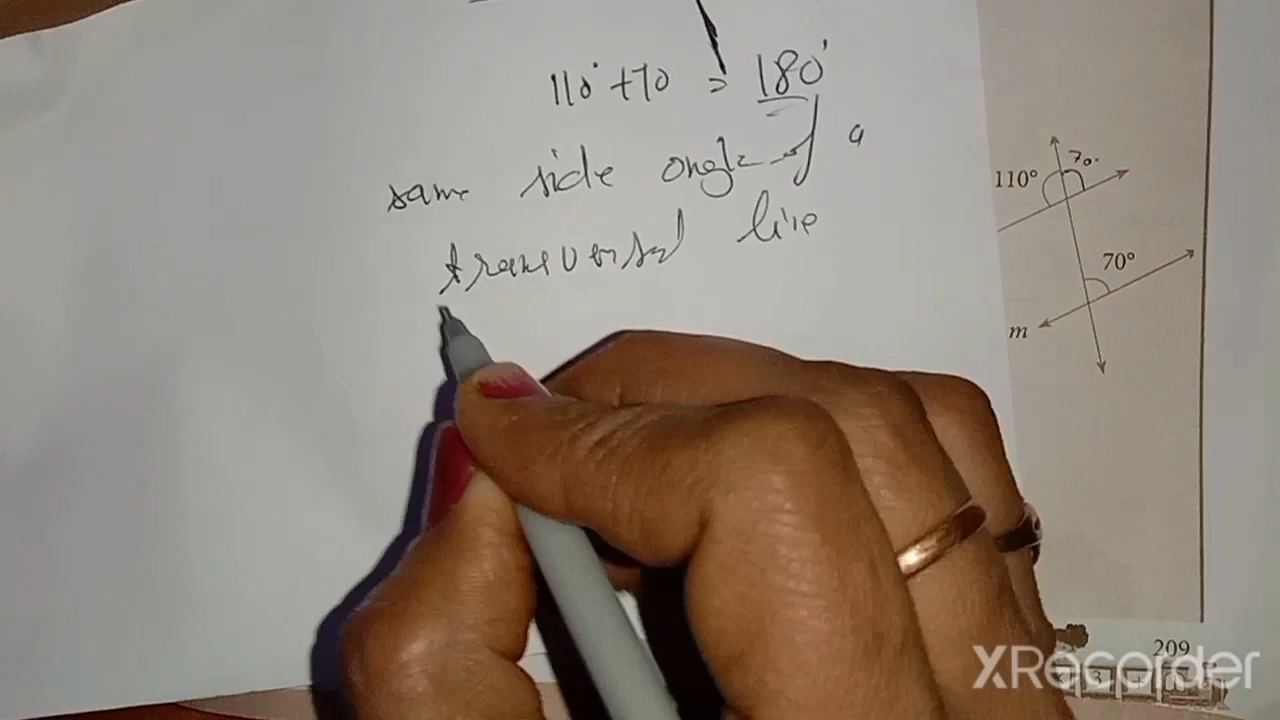 110° + 70 = 180°
same side angle of a
transversal line
110°
70.
70°
m
209
XRecorder